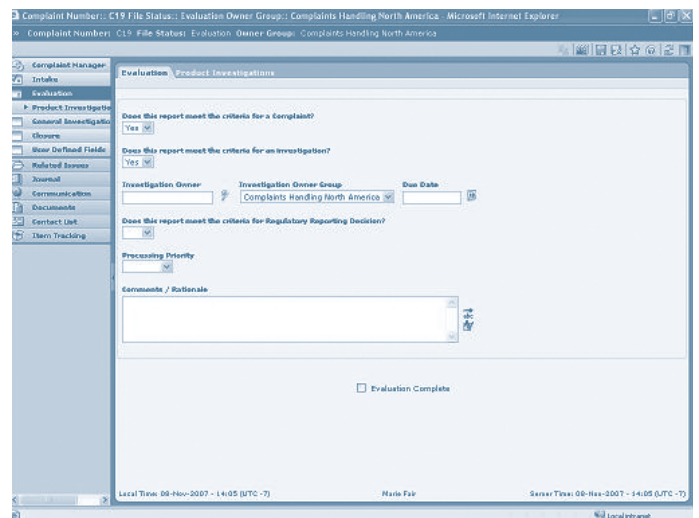 Complaint Number:: C19 File Status:: Evaluation Owner Group:: Complaints Handling North America - Microsoft Internet Explorer
» Complaint Number: C19 File Status: Evaluation Owner Group: Complaints Handling North America
Complaint Manager
Intake
Evaluation
Product Investigatio
General Investigatio
Closure
User Defined Fields
Related Issues
Journal
Communication
Documents
Contact List
Item Tracking
Evaluation Product Investigations
Does this report meet the criteria for a Complaint?
Yes
Does this report meet the criteria for an Investigation?
Yes
Investigation Owner Investigation Owner Group Due Date
Complaints Handling North America
Does this report meet the criteria for Regulatory Reporting Decision?
Processing Priority
Comments / Rationale
abc
Evaluation Complete
Local Time: 08-Nov-2007 - 14:05 (UTC -7) Marie Fair Server Time: 08-Nov-2007 - 14:05 (UTC -7)
Local intranet